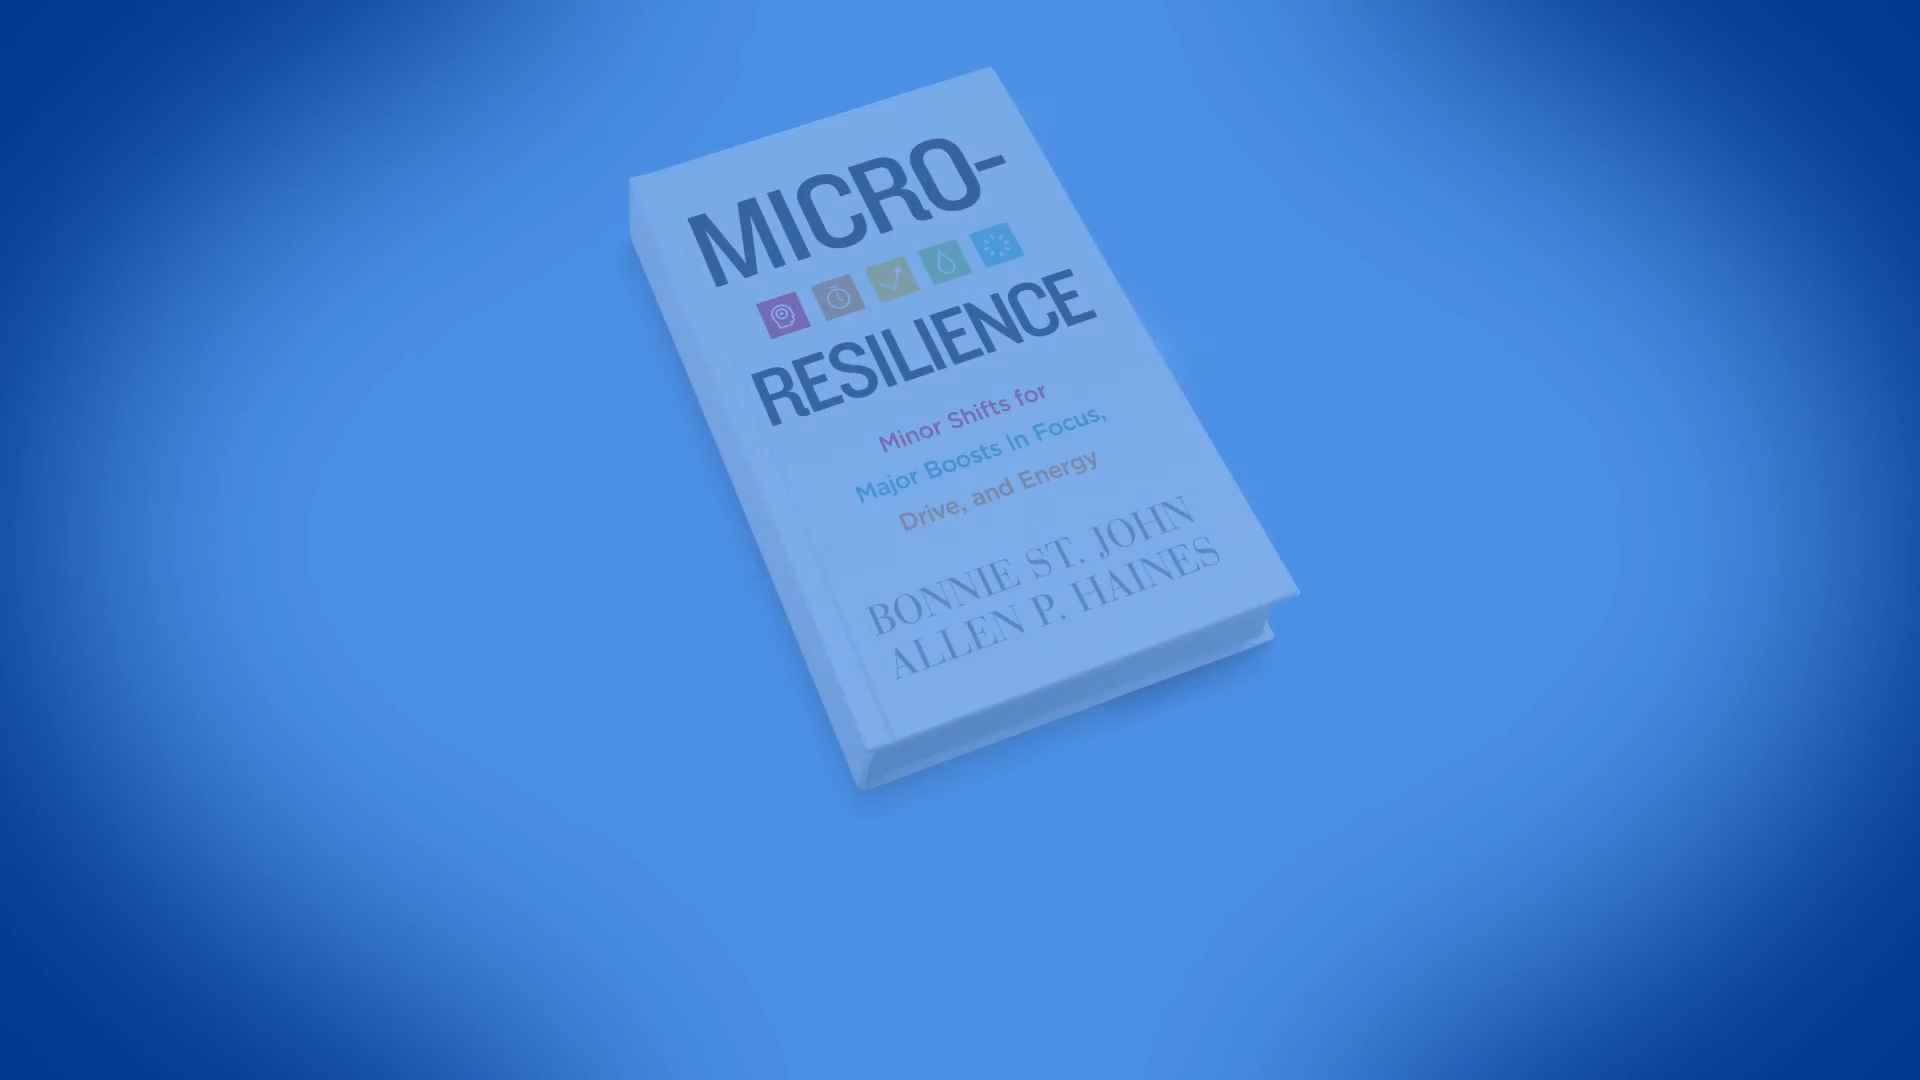 MICRO-
RESILIENCE
Minor Shifts for
Major Boosts In Focus,
Drive, and Energy
BONNIE ST. JOHN
ALLEN P. HAINES